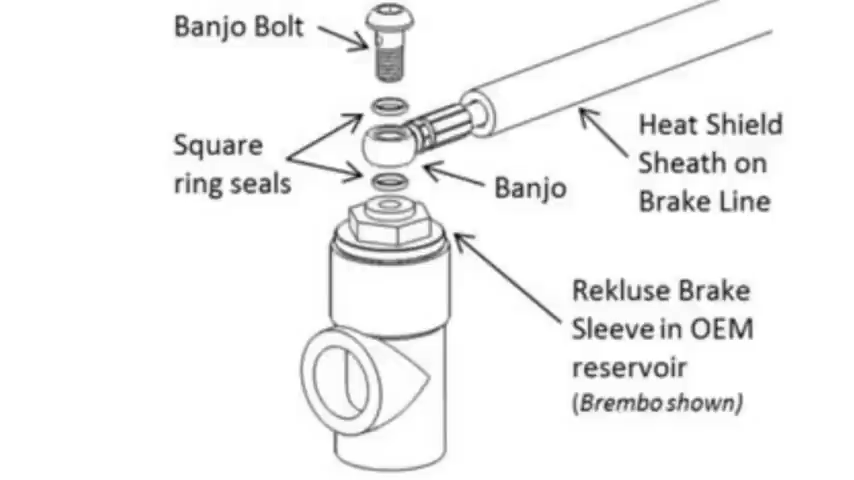 Banjo Bolt
Square
ring seals
Banjo
Heat Shield
Sheath on
Brake Line
Rekluse Brake
Sleeve in OEM
reservoir
(Brembo shown)